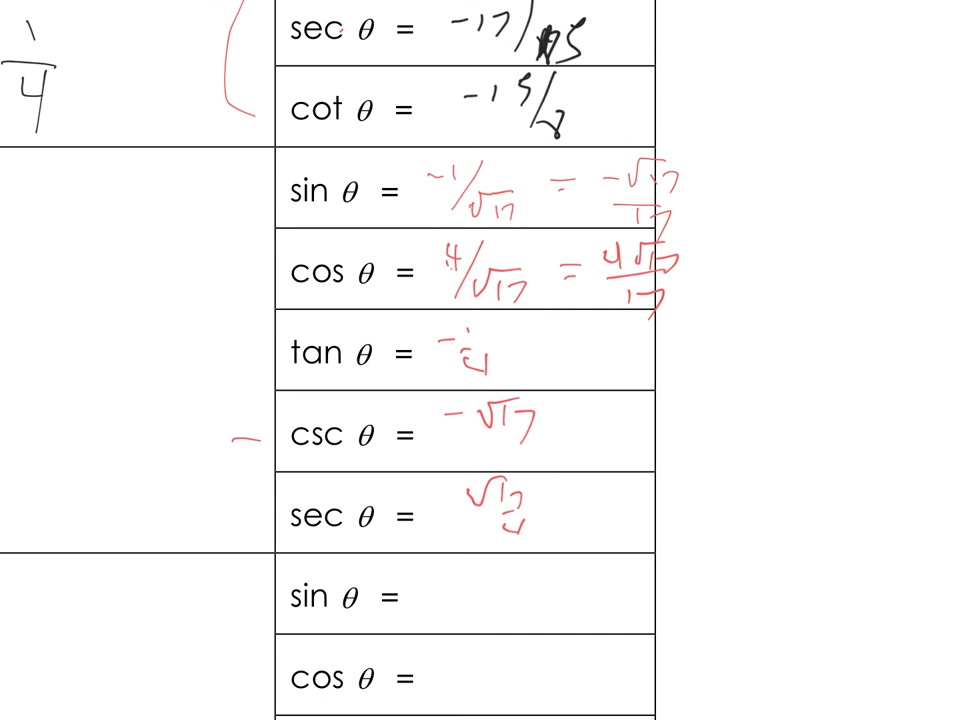 1
4
sec θ = -17/15
cot θ = -15/8
sin θ = -1/√17 = -√17/17
cos θ = 4/√17 = 4√17/17
tan θ = -1/4
- csc θ = -√17
sec θ = √17/4
sin θ =
cos θ =